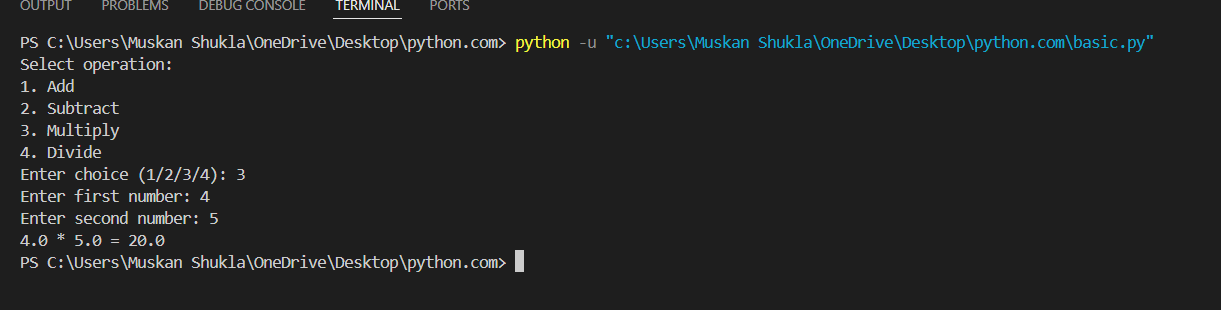 OUTPUT PROBLEMS DEBUG CONSOLE TERMINAL PORTS
PS C:\Users\Muskan Shukla\OneDrive\Desktop\python.com> python -u "c:\Users\Muskan Shukla\OneDrive\Desktop\python.com\basic.py"
Select operation:
1. Add
2. Subtract
3. Multiply
4. Divide
Enter choice (1/2/3/4): 3
Enter first number: 4
Enter second number: 5
4.0 * 5.0 = 20.0
PS C:\Users\Muskan Shukla\OneDrive\Desktop\python.com>